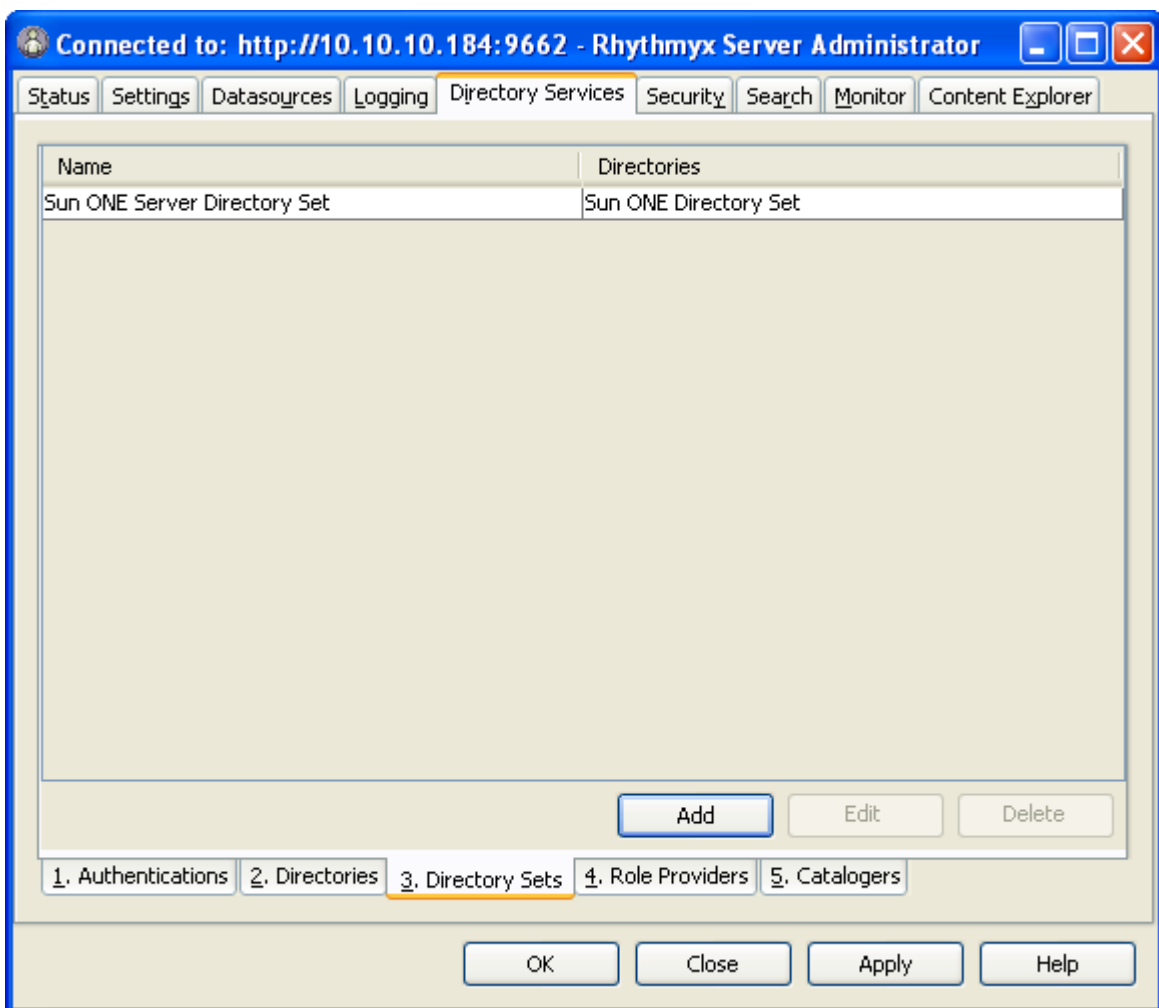 Connected to: http://10.10.10.184:9662 - Rhythmyx Server Administrator
Status Settings Datasources Logging Directory Services Security Search Monitor Content Explorer
Name Directories
Sun ONE Server Directory Set Sun ONE Directory Set
Add Edit Delete
1. Authentications 2. Directories 3. Directory Sets 4. Role Providers 5. Catalogers
OK Close Apply Help